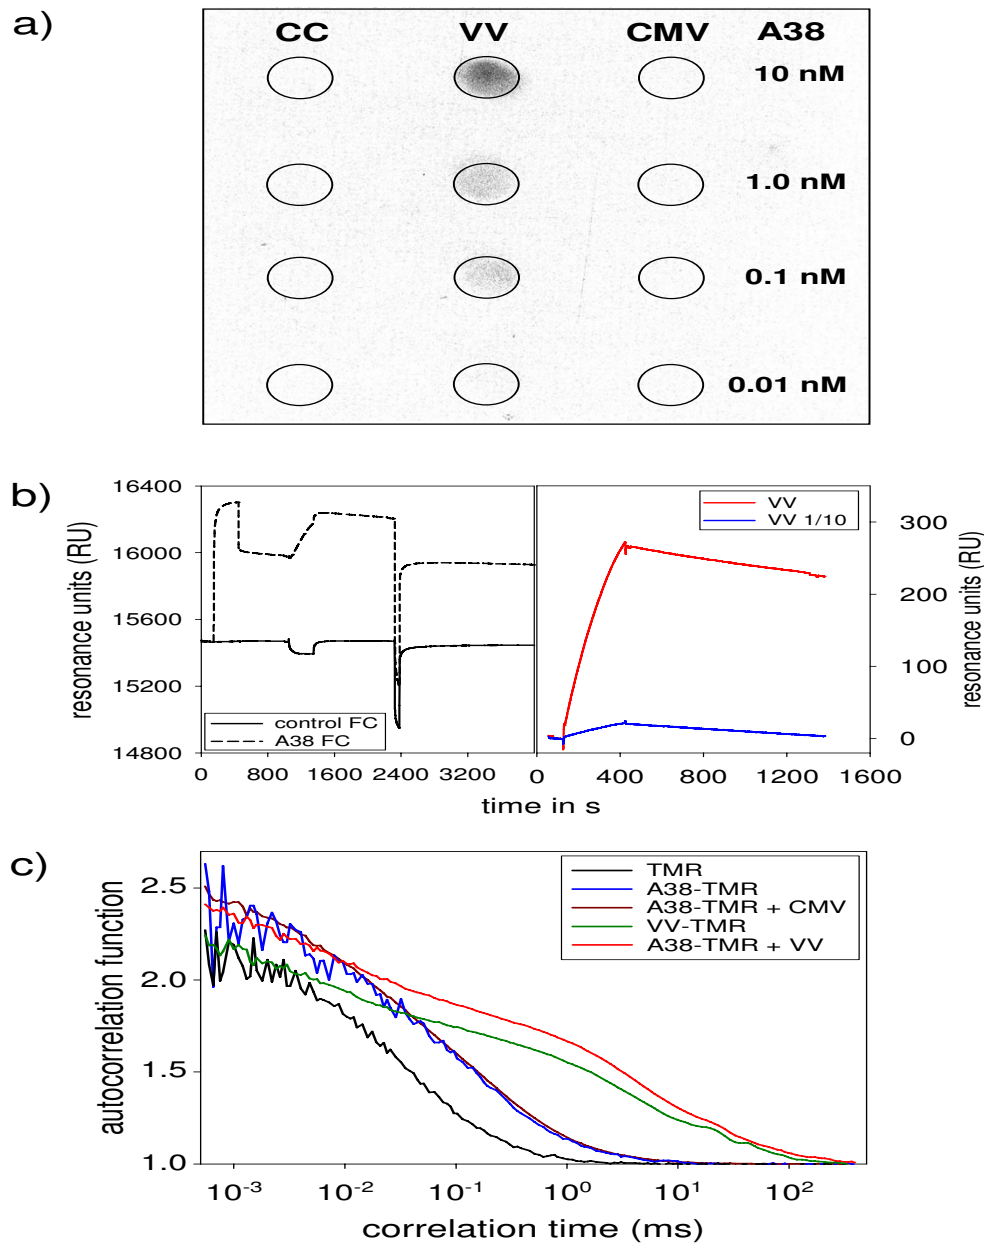 a)
CC VV CMV A38
10 nM
1.0 nM
0.1 nM
0.01 nM
b)
resonance units (RU)
16400
16000
15600
15200
14800
control FC
A38 FC
0 800 1600 2400 3200
VV
VV 1/10
300
200
100
0
resonance units (RU)
0 400 800 1200 1600
time in s
c)
autocorrelation function
2.5
2.0
1.5
1.0
TMR
A38-TMR
A38-TMR + CMV
VV-TMR
A38-TMR + VV
10⁻³ 10⁻² 10⁻¹ 10⁰ 10¹ 10²
correlation time (ms)